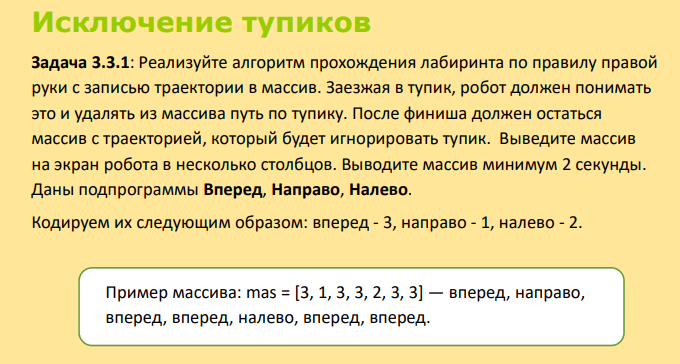 Исключение тупиков
Задача 3.3.1: Реализуйте алгоритм прохождения лабиринта по правилу правой
руки с записью траектории в массив. Заезжая в тупик, робот должен понимать
это и удалять из массива путь по тупику. После финиша должен остаться
массив с траекторией, который будет игнорировать тупик. Выведите массив
на экран робота в несколько столбцов. Выводите массив минимум 2 секунды.
Даны подпрограммы Вперед, Направо, Налево.
Кодируем их следующим образом: вперед - 3, направо - 1, налево - 2.
Пример массива: mas = [3, 1, 3, 3, 2, 3, 3] — вперед, направо,
вперед, вперед, налево, вперед, вперед.